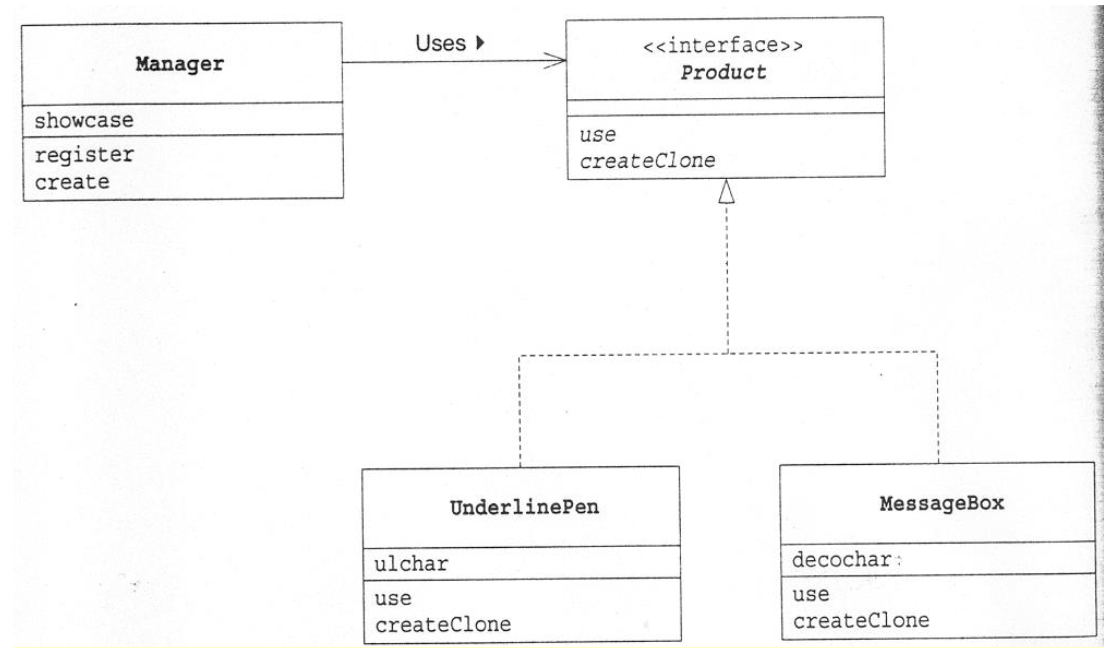 Manager
showcase
register
create
Uses ▶
<<interface>>
Product
use
createClone
UnderlinePen
ulchar
use
createClone
MessageBox
decochar
use
createClone